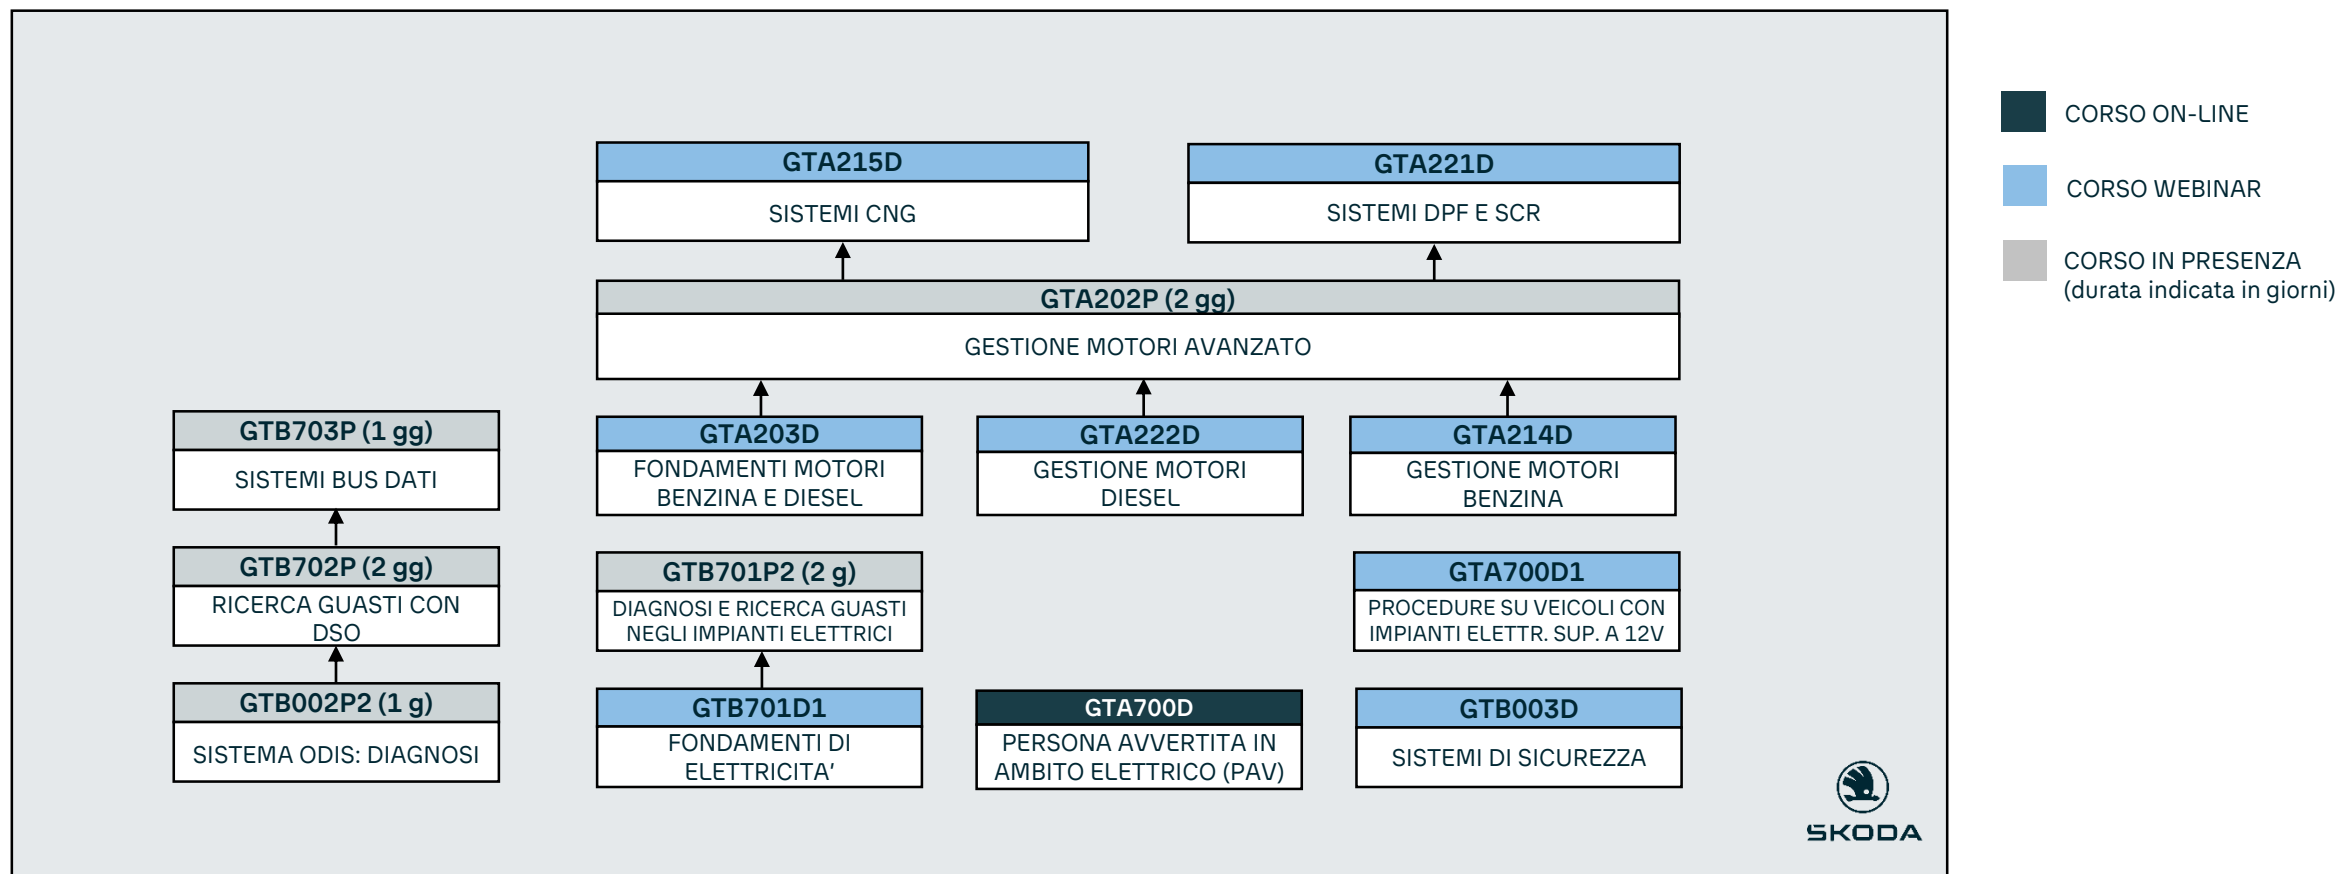 GTA215D
SISTEMI CNG
GTA221D
SISTEMI DPF E SCR
GTA202P (2 gg)
GESTIONE MOTORI AVANZATO
GTB703P (1 gg)
SISTEMI BUS DATI
GTA203D
FONDAMENTI MOTORI
BENZINA E DIESEL
GTA222D
GESTIONE MOTORI
DIESEL
GTA214D
GESTIONE MOTORI
BENZINA
GTB702P (2 gg)
RICERCA GUASTI CON
DSO
GTB701P2 (2 g)
DIAGNOSI E RICERCA GUASTI
NEGLI IMPIANTI ELETTRICI
GTA700D1
PROCEDURE SU VEICOLI CON
IMPIANTI ELETTR. SUP. A 12V
GTB002P2 (1 g)
SISTEMA ODIS: DIAGNOSI
GTB701D1
FONDAMENTI DI
ELETTRICITA'
GTA700D
PERSONA AVVERTITA IN
AMBITO ELETTRICO (PAV)
GTB003D
SISTEMI DI SICUREZZA
ŠKODA
CORSO ON-LINE
CORSO WEBINAR
CORSO IN PRESENZA
(durata indicata in giorni)